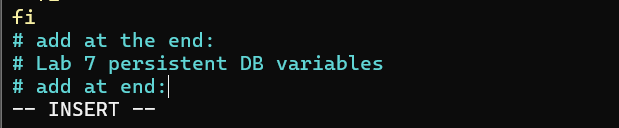 fi
# add at the end:
# Lab 7 persistent DB variables
# add at end:
-- INSERT --